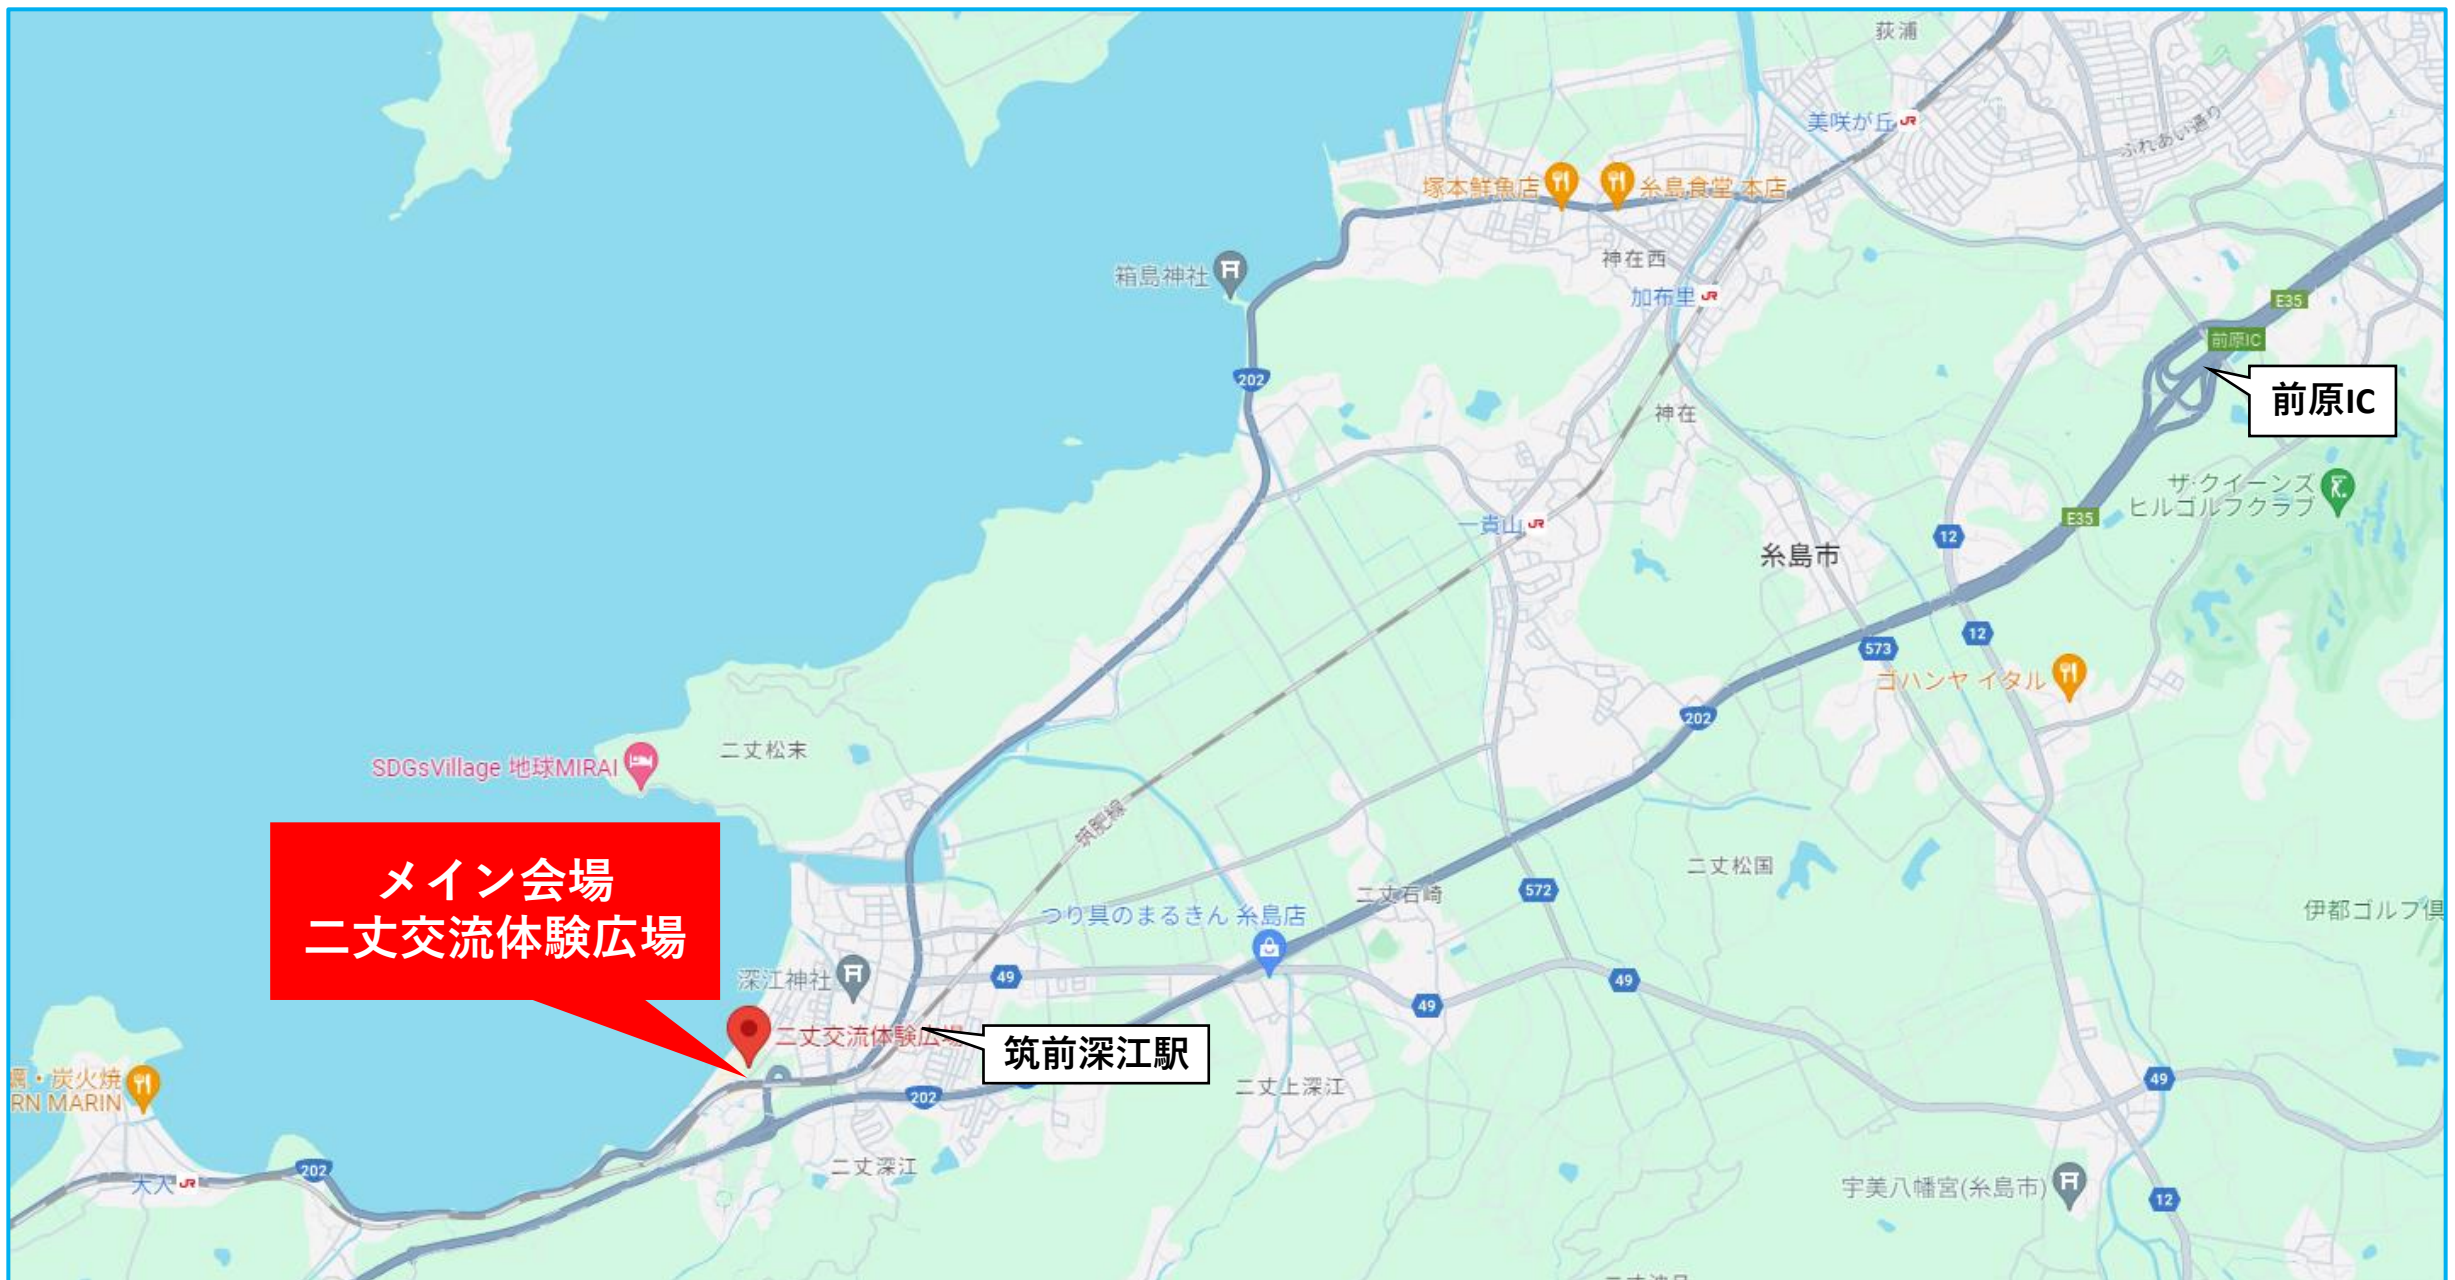 荻浦
美咲が丘
JR
ふれあい通り
塚本鮮魚店
糸島食堂 本店
神在西
箱島神社
加布里
JR
E35
前原IC
202
前原IC
神在
ザ・クイーンズ
ヒルゴルフクラブ
E35
一貴山
JR
12
糸島市
12
573
ゴハンヤ イタル
202
二丈松末
SDGsVillage 地球MIRAI
筑肥線
メイン会場
二丈交流体験広場
二丈松国
572
二丈石崎
つり具のまるきん 糸島店
伊都ゴルフ倶
深江神社
49
49
49
二丈交流体験広場
筑前深江駅
・炭火焼
RN MARIN
202
二丈上深江
49
二丈深江
202
大入
JR
宇美八幡宮(糸島市)
12